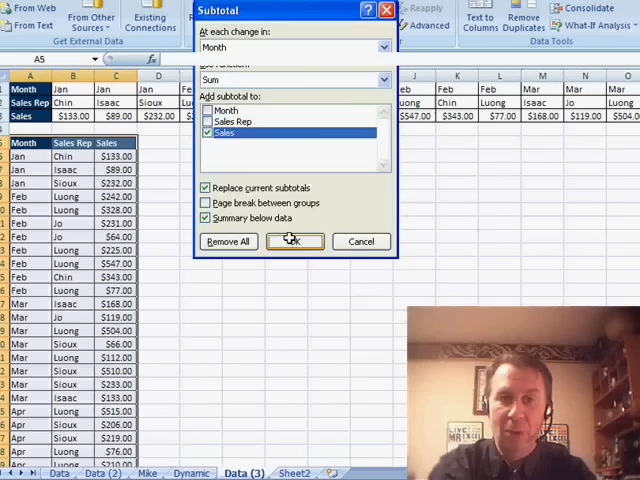 From Web
From Text
From Other
Sources
Existing
Connections
Get External Data
Subtotal
Reapply
Advanced
Text to
Columns
Remove
Duplicates
Consolidate
What-If Analysis
Data Tools
At each change in:
Month
Sum
Add subtotal to:
Month
Sales Rep
Sales
Replace current subtotals
Page break between groups
Summary below data
Remove All
Cancel
A5
A B C D J K L M N O
Month Jan Jan Jan Feb Feb Feb Mar Mar Mar
Sales Rep Chin Isaac Sioux Luong Chin Luong Isaac Jo Luong
Sales $133.00 $89.00 $232.00 $547.00 $343.00 $77.00 $168.00 $119.00 $504.0
Month Sales Rep Sales
Jan Chin $133.00
Jan Isaac $89.00
Jan Sioux $232.00
Feb Luong $242.00
Feb Luong $328.00
Feb Jo $231.00
Feb Jo $64.00
Feb Luong $225.00
Feb Luong $547.00
Feb Chin $343.00
Feb Luong $77.00
Mar Isaac $168.00
Mar Jo $119.00
Mar Luong $504.00
Mar Sioux $66.00
Mar Luong $112.00
Mar Sioux $510.00
Mar Sioux $233.00
Mar Isaac $133.00
Apr Luong $515.00
Apr Sioux $206.00
Apr Sioux $219.00
Apr Luong $76.00
Apr Luong $210.00
LIVE
MREXCEL
Data Data (2) Mike Dynamic Data (3) Sheet2